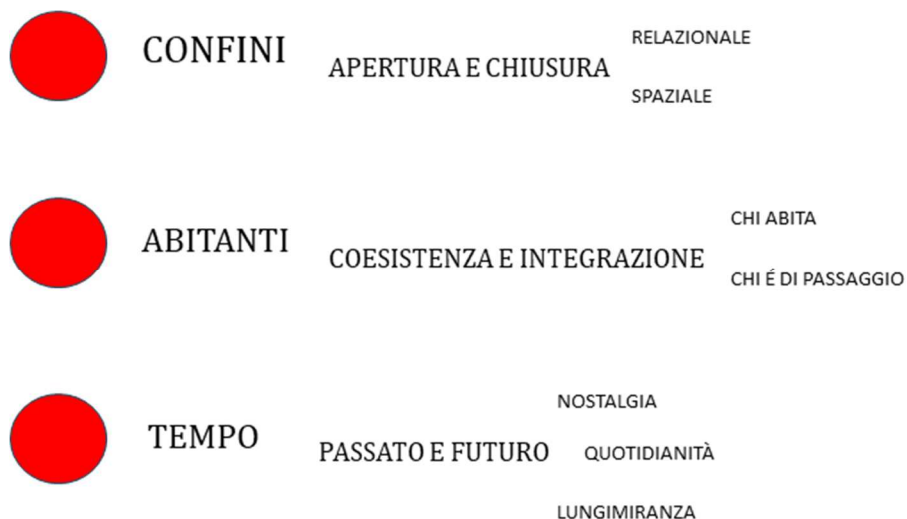 CONFINI
APERTURA E CHIUSURA
RELAZIONALE
SPAZIALE
ABITANTI
COESISTENZA E INTEGRAZIONE
CHI ABITA
CHI É DI PASSAGGIO
TEMPO
PASSATO E FUTURO
NOSTALGIA
QUOTIDIANITÀ
LUNGIMIRANZA